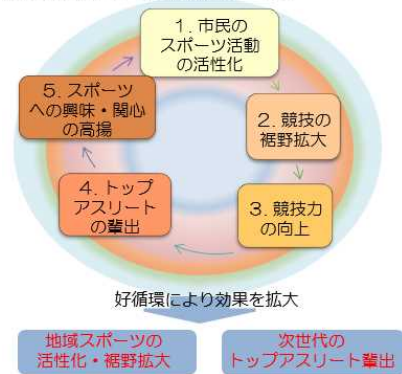 1. 市民の
スポーツ活動
の活性化
2. 競技の
裾野拡大
3. 競技力
の向上
4. トップ
アスリート
の輩出
5. スポーツ
への興味・関心
の高揚
好循環により効果を拡大
地域スポーツの
活性化・裾野拡大
次世代の
トップアスリート輩出